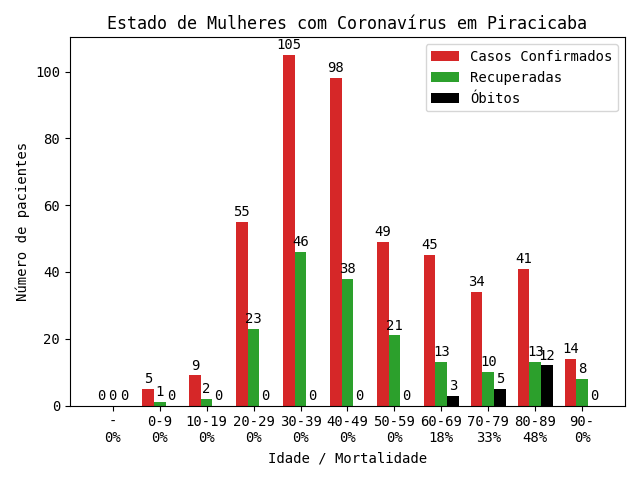 Estado de Mulheres com Coronavírus em Piracicaba
Casos Confirmados
Recuperadas
Óbitos
Número de pacientes
100
80
60
40
20
0
0 0 0
5 1 0
9 2 0
55 23 0
105 46 0
98 38 0
49 21 0
45 13 3
34 10 5
41 13 12
14 8 0
- 0-9 10-19 20-29 30-39 40-49 50-59 60-69 70-79 80-89 90-
0% 0% 0% 0% 0% 0% 0% 18% 33% 48% 0%
Idade / Mortalidade